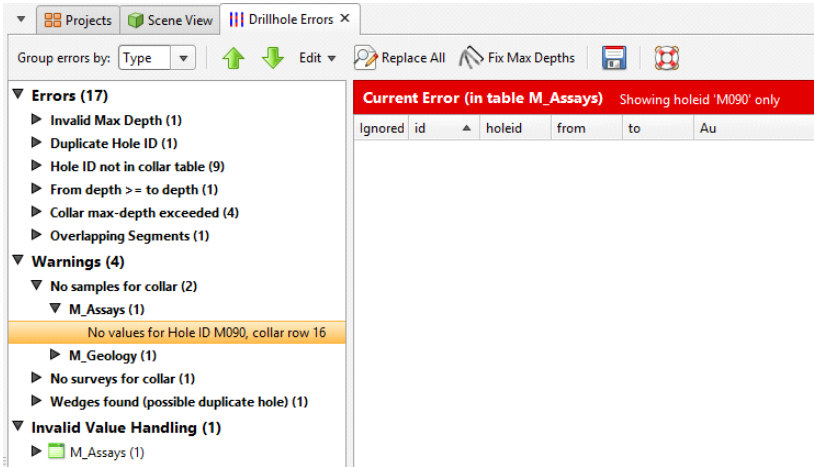 Projects Scene View Drillhole Errors
Group errors by: Type Edit Replace All Fix Max Depths
Errors (17)
Invalid Max Depth (1)
Duplicate Hole ID (1)
Hole ID not in collar table (9)
From depth >= to depth (1)
Collar max-depth exceeded (4)
Overlapping Segments (1)
Warnings (4)
No samples for collar (2)
M_Assays (1)
No values for Hole ID M090, collar row 16
M_Geology (1)
No surveys for collar (1)
Wedges found (possible duplicate hole) (1)
Invalid Value Handling (1)
M_Assays (1)
Current Error (in table M_Assays) Showing holeid 'M090' only
Ignored id holeid from to Au